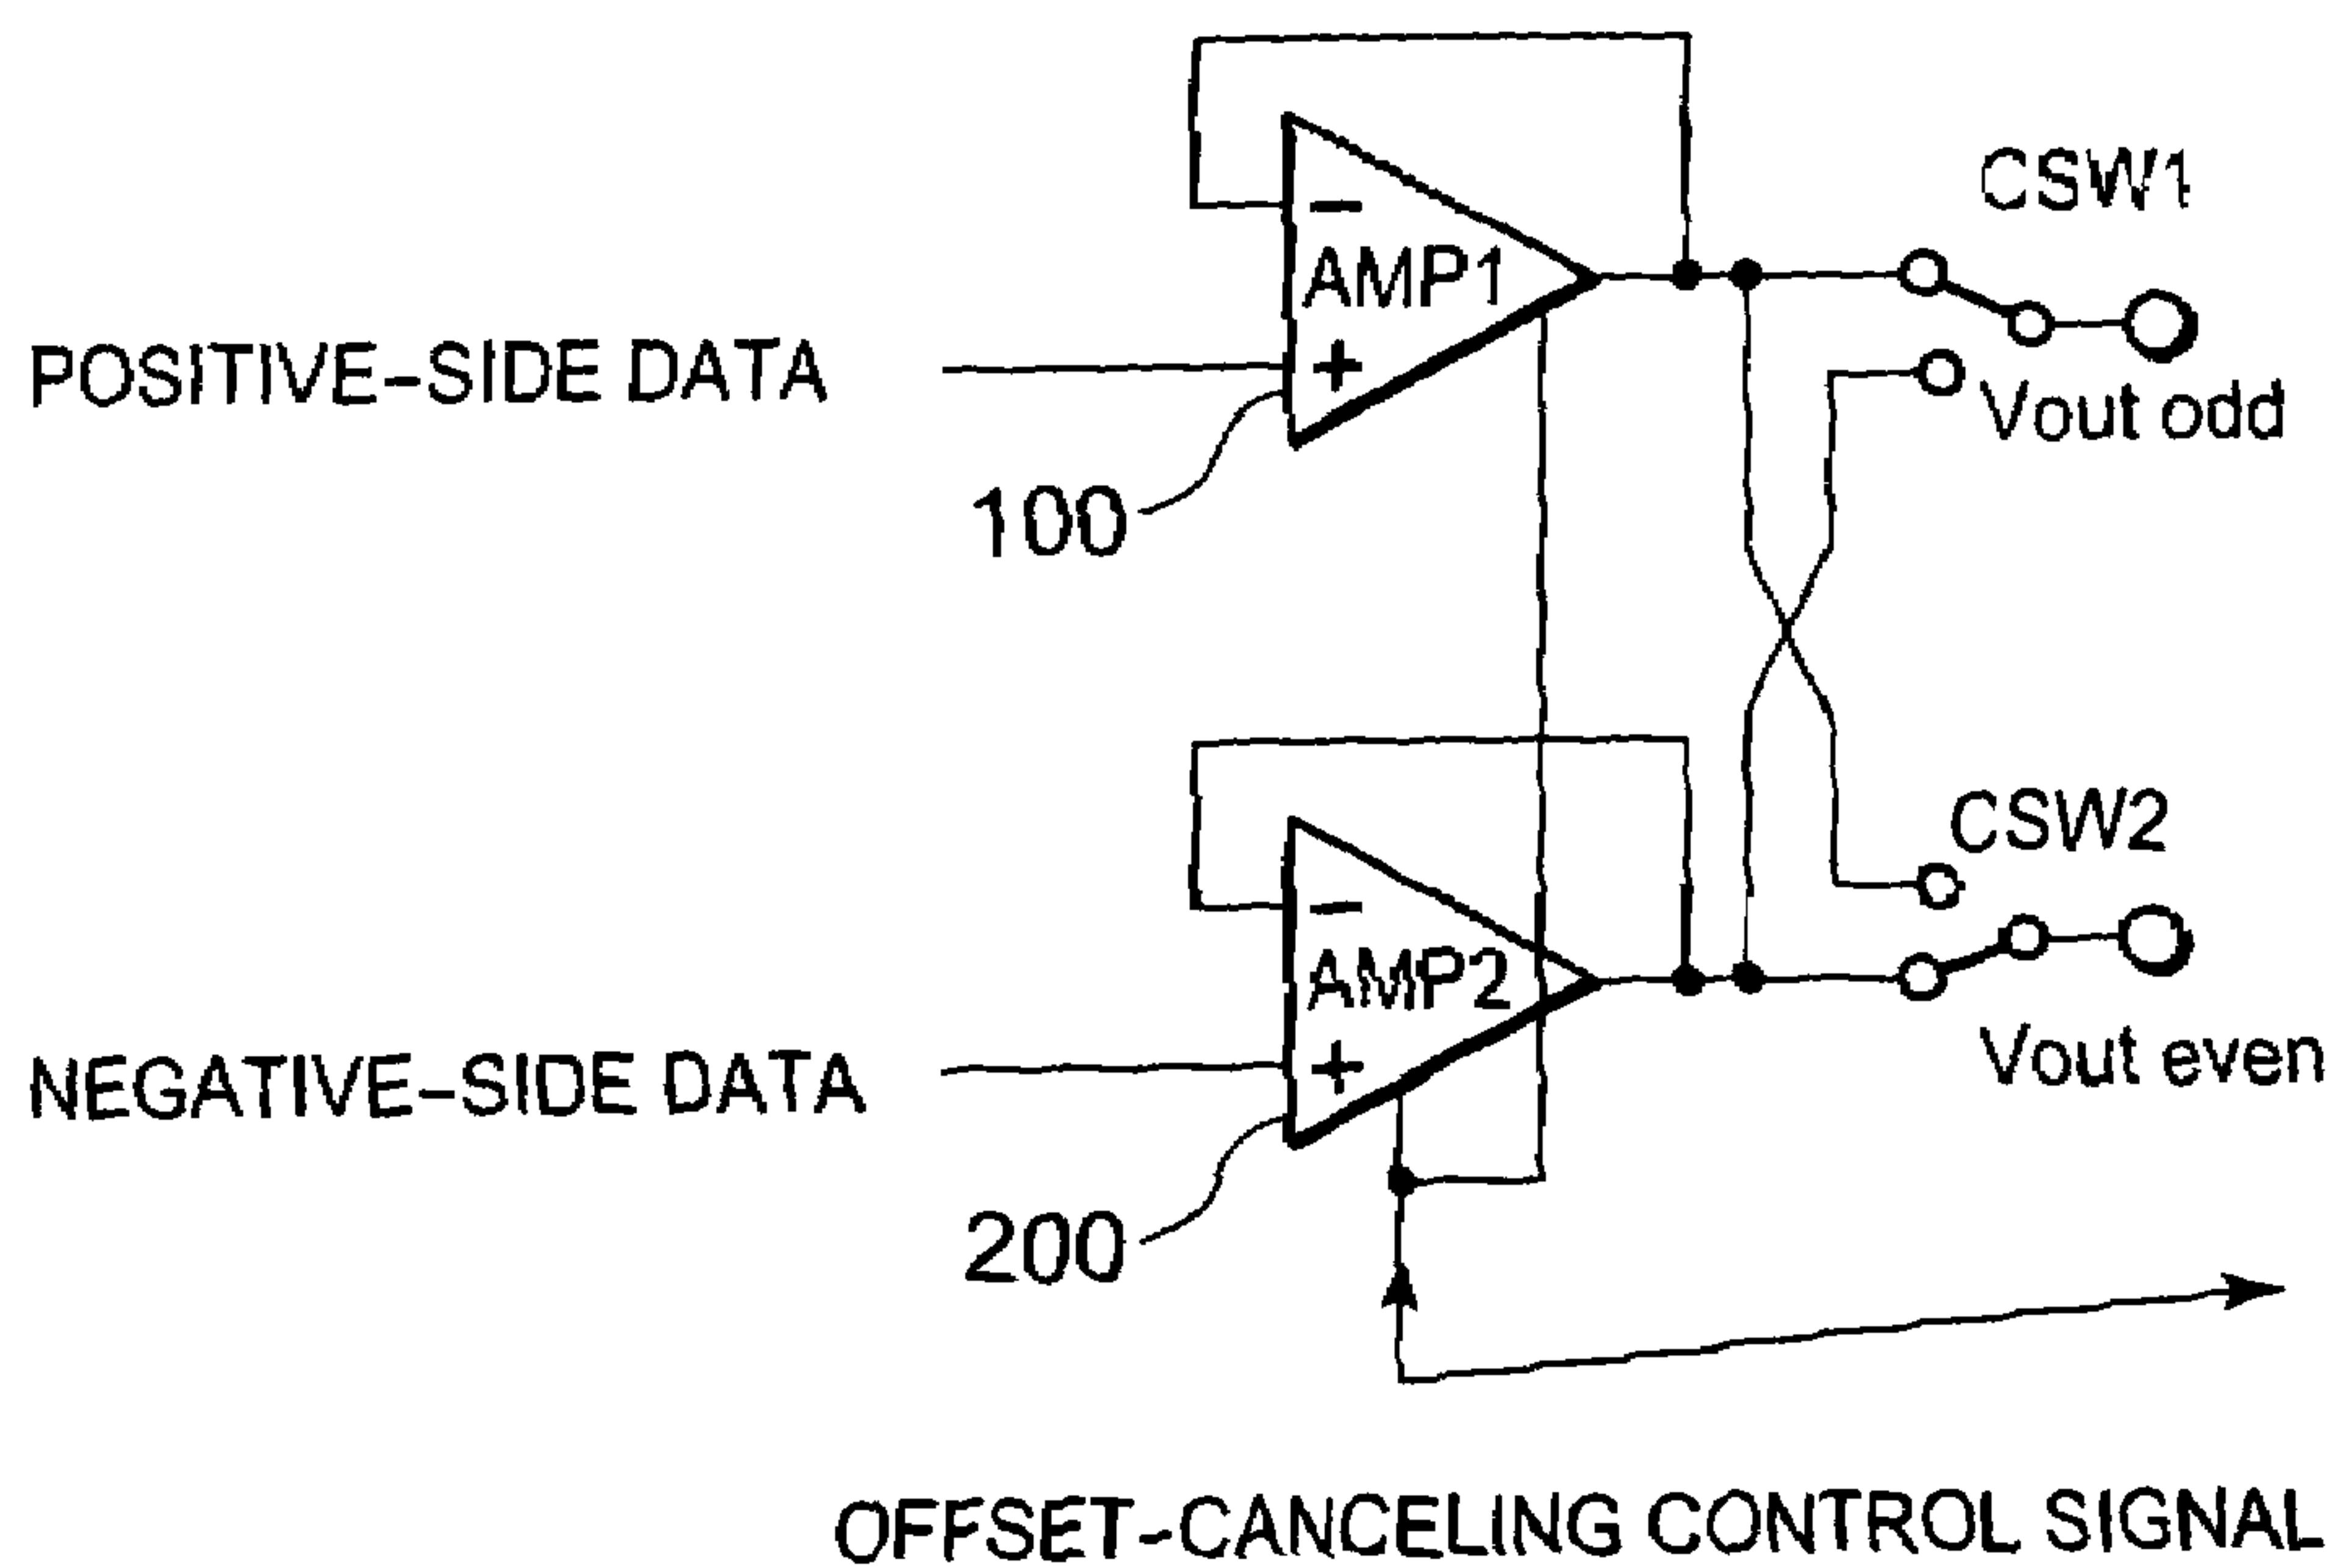 CSW1
AMP1
POSITIVE-SIDE DATA
+
Vout odd
100
CSW2
AMP2
NEGATIVE-SIDE DATA
+
Vout even
200
OFFSET-CANCELING CONTROL SIGNAL